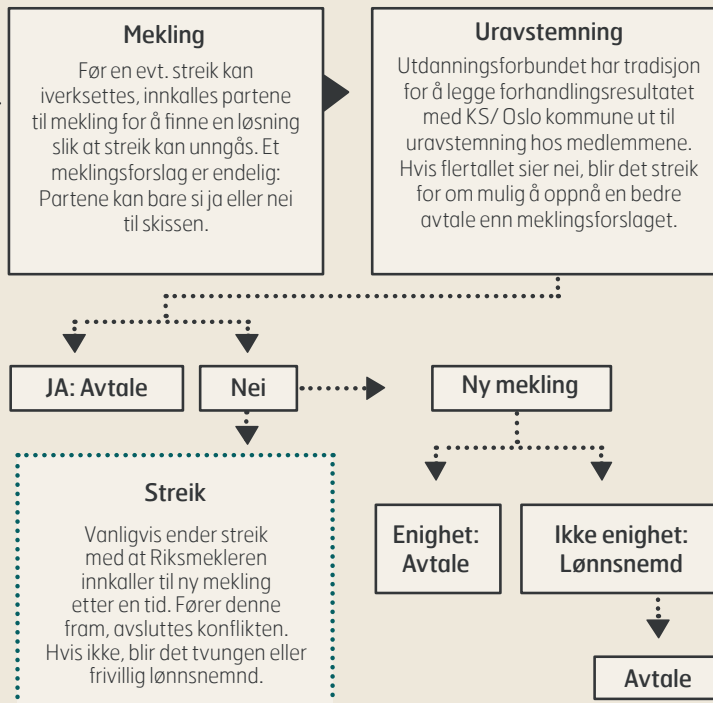 Mekling
Før en evt. streik kan
iverksettes, innkalles partene
til mekling for å finne en løsning
slik at streik kan unngås. Et
meklingsforslag er endelig:
Partene kan bare si ja eller nei
til skissen.
Uravstemning
Utdanningsforbundet har tradisjon
for å legge forhandlingsresultatet
med KS/ Oslo kommune ut til
uravstemning hos medlemmene.
Hvis flertallet sier nei, blir det streik
for om mulig å oppnå en bedre
avtale enn meklingsforslaget.
JA: Avtale
Nei
Ny mekling
Streik
Vanligvis ender streik
med at Riksmekleren
innkaller til ny mekling
etter en tid. Fører denne
fram, avsluttes konflikten.
Hvis ikke, blir det tvungen eller
frivillig lønnsnemnd.
Enighet:
Avtale
Ikke enighet:
Lønnsnemd
Avtale